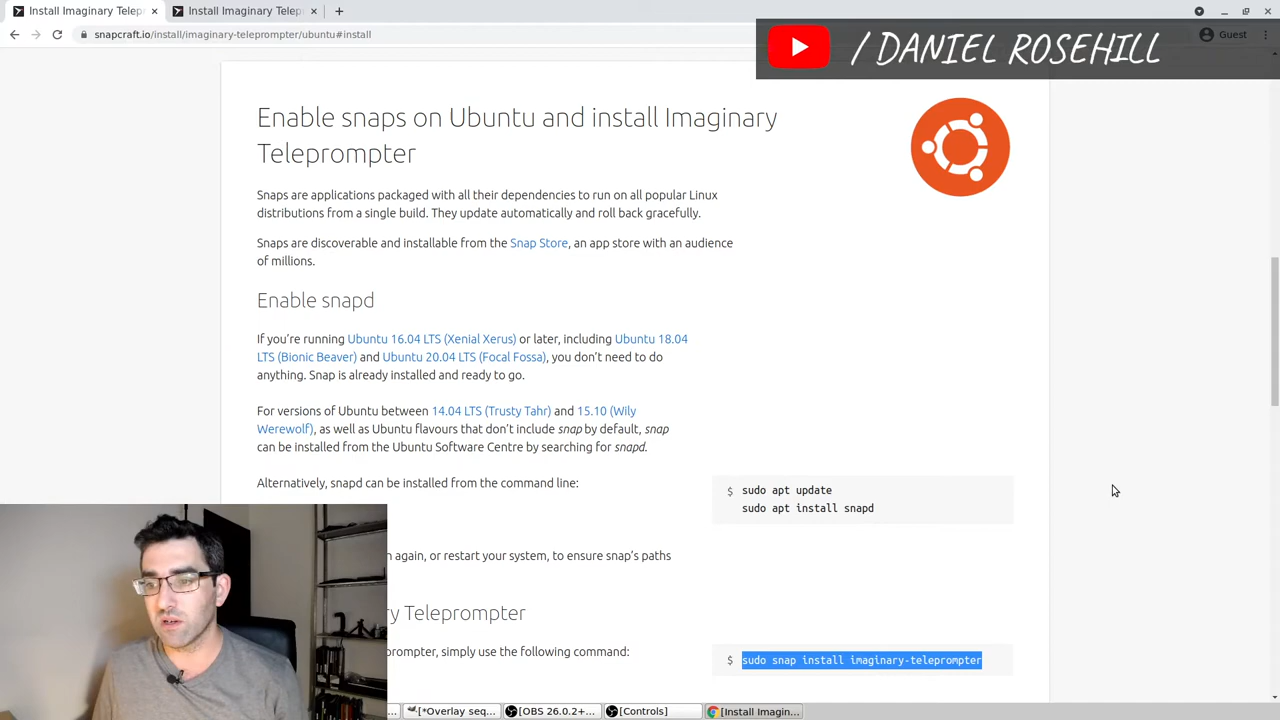 Install Imaginary Telep
Install Imaginary Telep
snapcraft.io/install/imaginary-teleprompter/ubuntu#install
Guest
/ DANIEL ROSEHILL
Enable snaps on Ubuntu and install Imaginary
Teleprompter
Snaps are applications packaged with all their dependencies to run on all popular Linux
distributions from a single build. They update automatically and roll back gracefully.
Snaps are discoverable and installable from the Snap Store, an app store with an audience
of millions.
Enable snapd
If you’re running Ubuntu 16.04 LTS (Xenial Xerus) or later, including Ubuntu 18.04
LTS (Bionic Beaver) and Ubuntu 20.04 LTS (Focal Fossa), you don’t need to do
anything. Snap is already installed and ready to go.
For versions of Ubuntu between 14.04 LTS (Trusty Tahr) and 15.10 (Wily
Werewolf), as well as Ubuntu flavours that don’t include snap by default, snap
can be installed from the Ubuntu Software Centre by searching for snapd.
Alternatively, snapd can be installed from the command line:
$ sudo apt update
sudo apt install snapd
again, or restart your system, to ensure snap’s paths
Teleprompter
prompter, simply use the following command:
$ sudo snap install imaginary-teleprompter
[*Overlay seq...
[OBS 26.0.2+...
[Controls]
[Install Imagin...